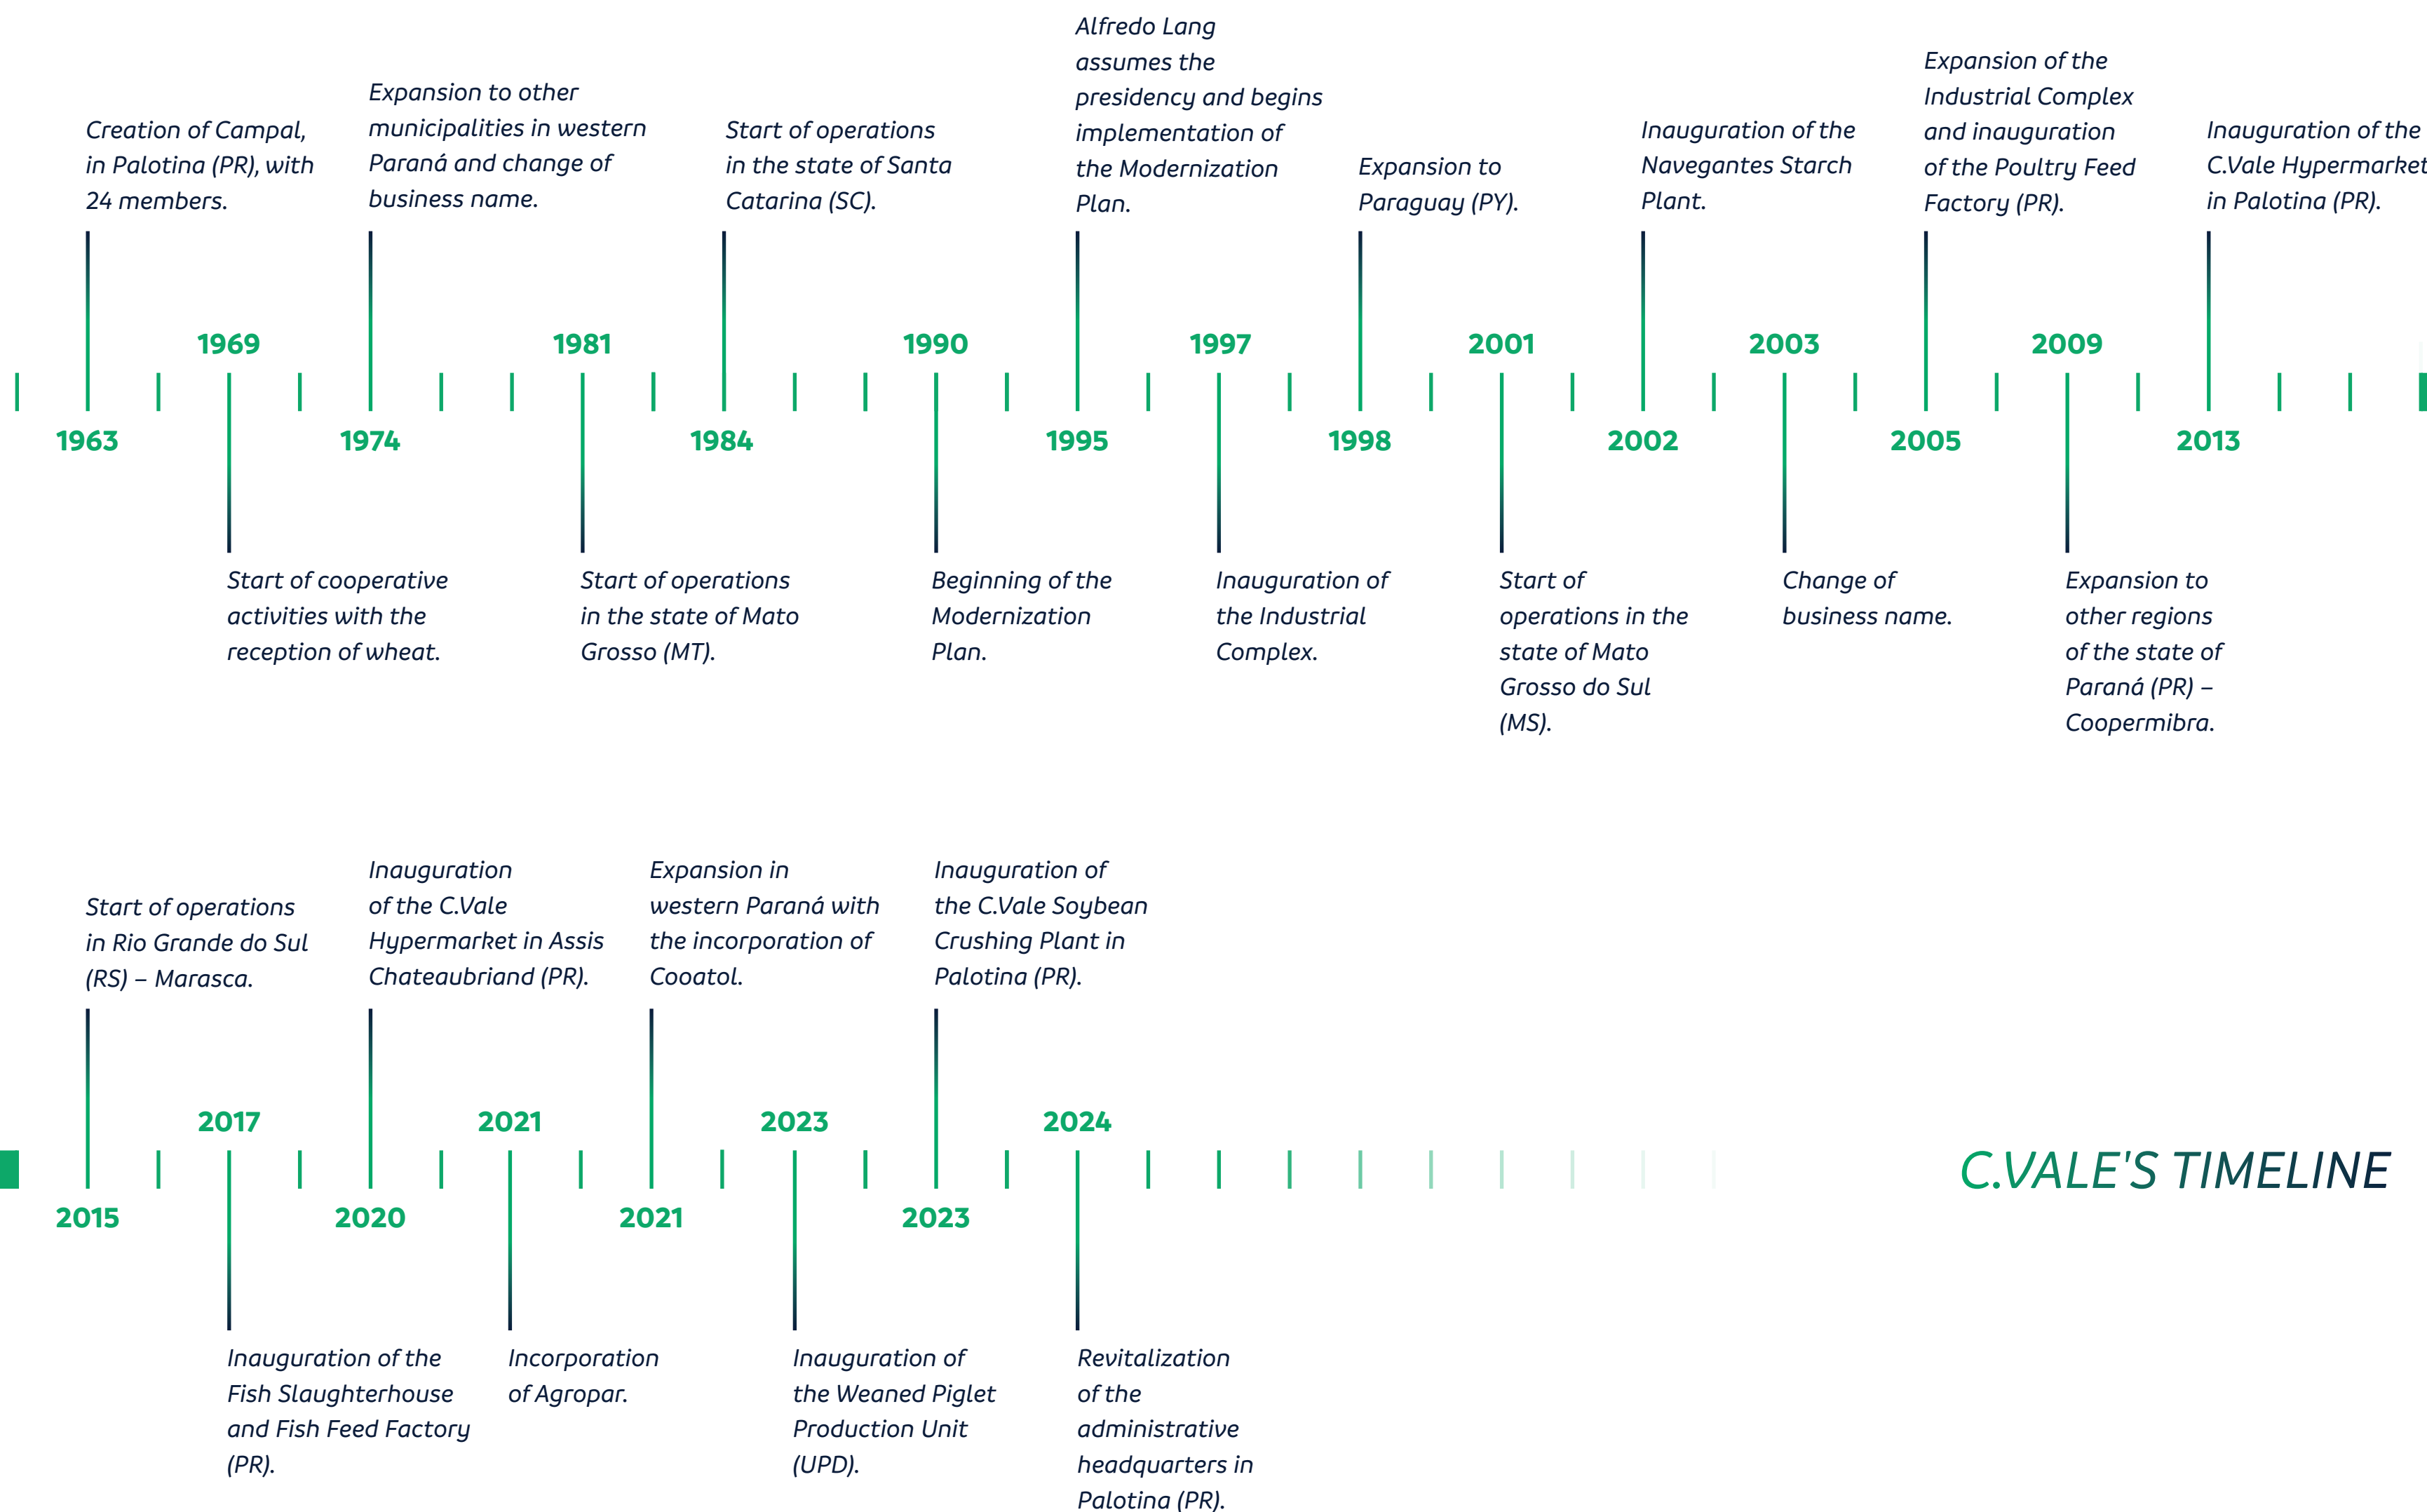 Creation of Campal,
in Palotina (PR), with
24 members.
1963
1969
Start of cooperative
activities with the
reception of wheat.
Expansion to other
municipalities in western
Paraná and change of
business name.
1974
1981
Start of operations
in the state of Mato
Grosso (MT).
Start of operations
in the state of Santa
Catarina (SC).
1984
1990
Beginning of the
Modernization
Plan.
Alfredo Lang
assumes the
presidency and begins
implementation of
the Modernization
Plan.
1995
1997
Inauguration of
the Industrial
Complex.
Expansion to
Paraguay (PY).
1998
2001
Start of
operations in the
state of Mato
Grosso do Sul
(MS).
Inauguration of the
Navegantes Starch
Plant.
2002
2003
Change of
business name.
Expansion of the
Industrial Complex
and inauguration
of the Poultry Feed
Factory (PR).
2005
2009
Expansion to
other regions
of the state of
Paraná (PR) –
Coopermibra.
Inauguration of the
C.Vale Hypermarket
in Palotina (PR).
2013
Start of operations
in Rio Grande do Sul
(RS) – Marasca.
2015
2017
Inauguration of the
Fish Slaughterhouse
and Fish Feed Factory
(PR).
Inauguration
of the C.Vale
Hypermarket in Assis
Chateaubriand (PR).
2020
2021
Incorporation
of Agropar.
Expansion in
western Paraná with
the incorporation of
Cooatol.
2021
2023
Inauguration of
the Weaned Piglet
Production Unit
(UPD).
Inauguration of
the C.Vale Soybean
Crushing Plant in
Palotina (PR).
2023
2024
Revitalization
of the
administrative
headquarters in
Palotina (PR).
C.VALE'S TIMELINE